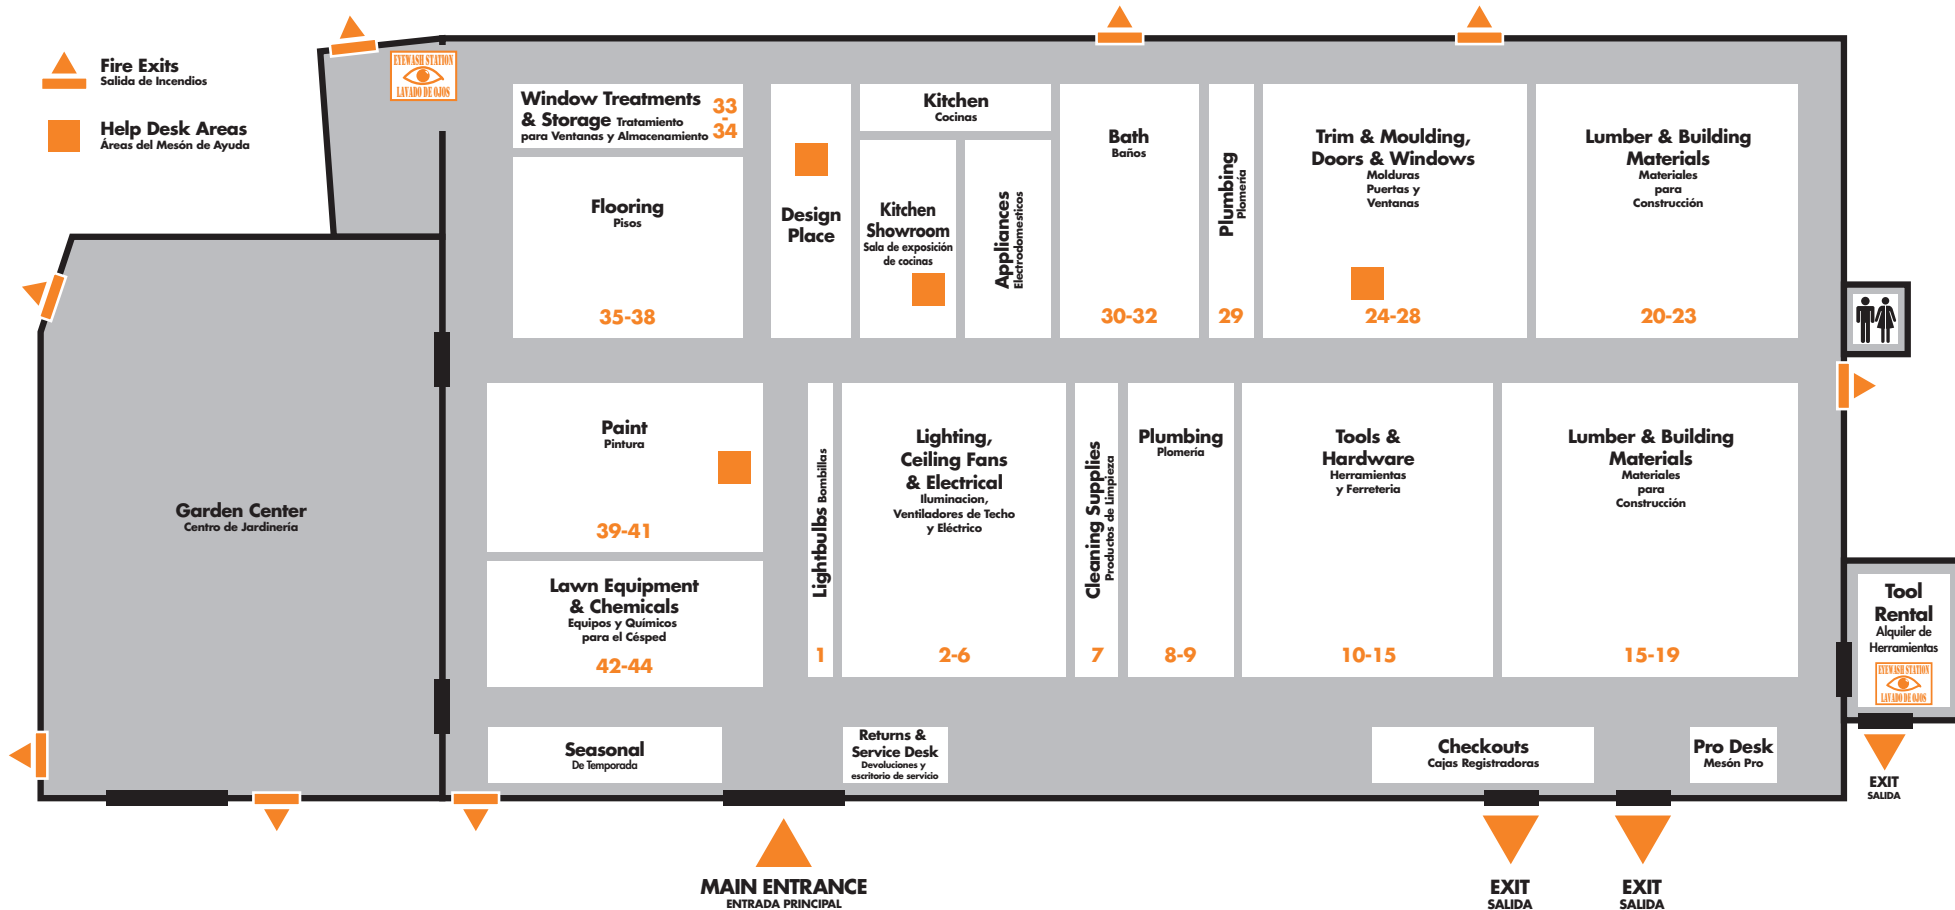 Fire Exits
Salida de Incendios
Help Desk Areas
Áreas del Mesón de Ayuda
EYEWASH STATION
LAVADO DE OJOS
Window Treatments
& Storage Tratamiento
para Ventanas y Almacenamiento
33
-
34
Flooring
Pisos
35-38
Design
Place
Kitchen
Cocinas
Kitchen
Showroom
Sala de exposición
de cocinas
Appliances
Electrodomesticos
Bath
Baños
30-32
Plumbing
Plomería
29
Trim & Moulding,
Doors & Windows
Molduras
Puertas y
Ventanas
24-28
Lumber & Building
Materials
Materiales
para
Construcción
20-23
Garden Center
Centro de Jardinería
Paint
Pintura
39-41
Lawn Equipment
& Chemicals
Equipos y Químicos
para el Césped
42-44
Lightbulbs Bombillas
1
Lighting,
Ceiling Fans
& Electrical
Iluminacion,
Ventiladores de Techo
y Eléctrico
2-6
Cleaning Supplies
Productos de Limpieza
7
Plumbing
Plomería
8-9
Tools &
Hardware
Herramientas
y Ferreteria
10-15
Lumber & Building
Materials
Materiales
para
Construcción
15-19
Tool
Rental
Alquiler de
Herramientas
EYEWASH STATION
LAVADO DE OJOS
Seasonal
De Temporada
Returns &
Service Desk
Devoluciones y
escritorio de servicio
Checkouts
Cajas Registradoras
Pro Desk
Mesón Pro
EXIT
SALIDA
MAIN ENTRANCE
ENTRADA PRINCIPAL
EXIT
SALIDA
EXIT
SALIDA